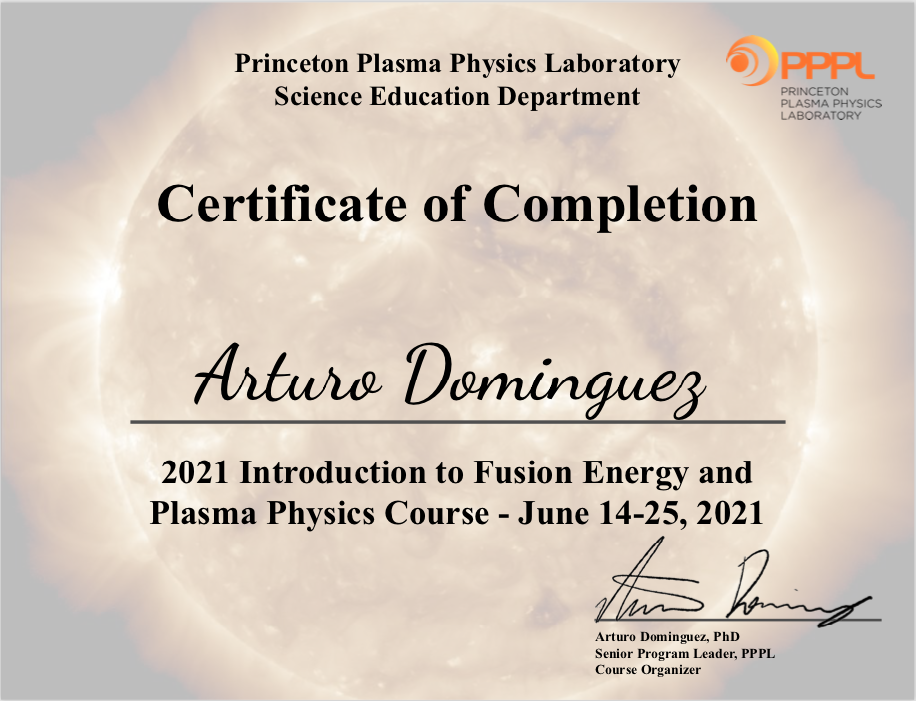 Princeton Plasma Physics Laboratory
Science Education Department
PPPL
PRINCETON
PLASMA PHYSICS
LABORATORY
Certificate of Completion
Arturo Dominguez
2021 Introduction to Fusion Energy and
Plasma Physics Course - June 14-25, 2021
Arturo Dominguez
Arturo Dominguez, PhD
Senior Program Leader, PPPL
Course Organizer